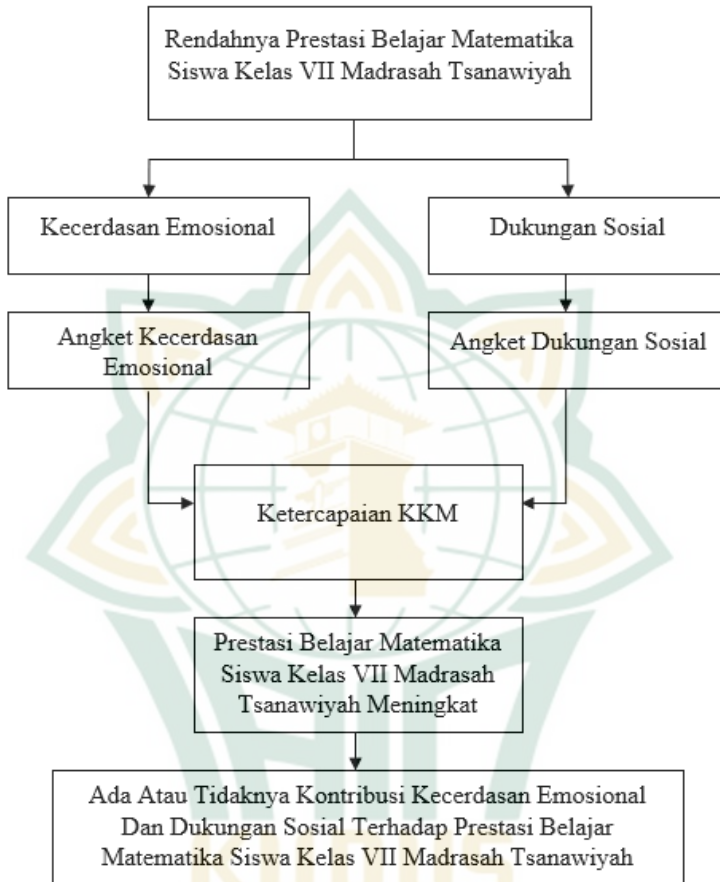 Rendahnya Prestasi Belajar Matematika
Siswa Kelas VII Madrasah Tsanawiyah
Kecerdasan Emosional
Dukungan Sosial
Angket Kecerdasan
Emosional
Angket Dukungan Sosial
Ketercapaian KKM
Prestasi Belajar Matematika
Siswa Kelas VII Madrasah
Tsanawiyah Meningkat
Ada Atau Tidaknya Kontribusi Kecerdasan Emosional
Dan Dukungan Sosial Terhadap Prestasi Belajar
Matematika Siswa Kelas VII Madrasah Tsanawiyah